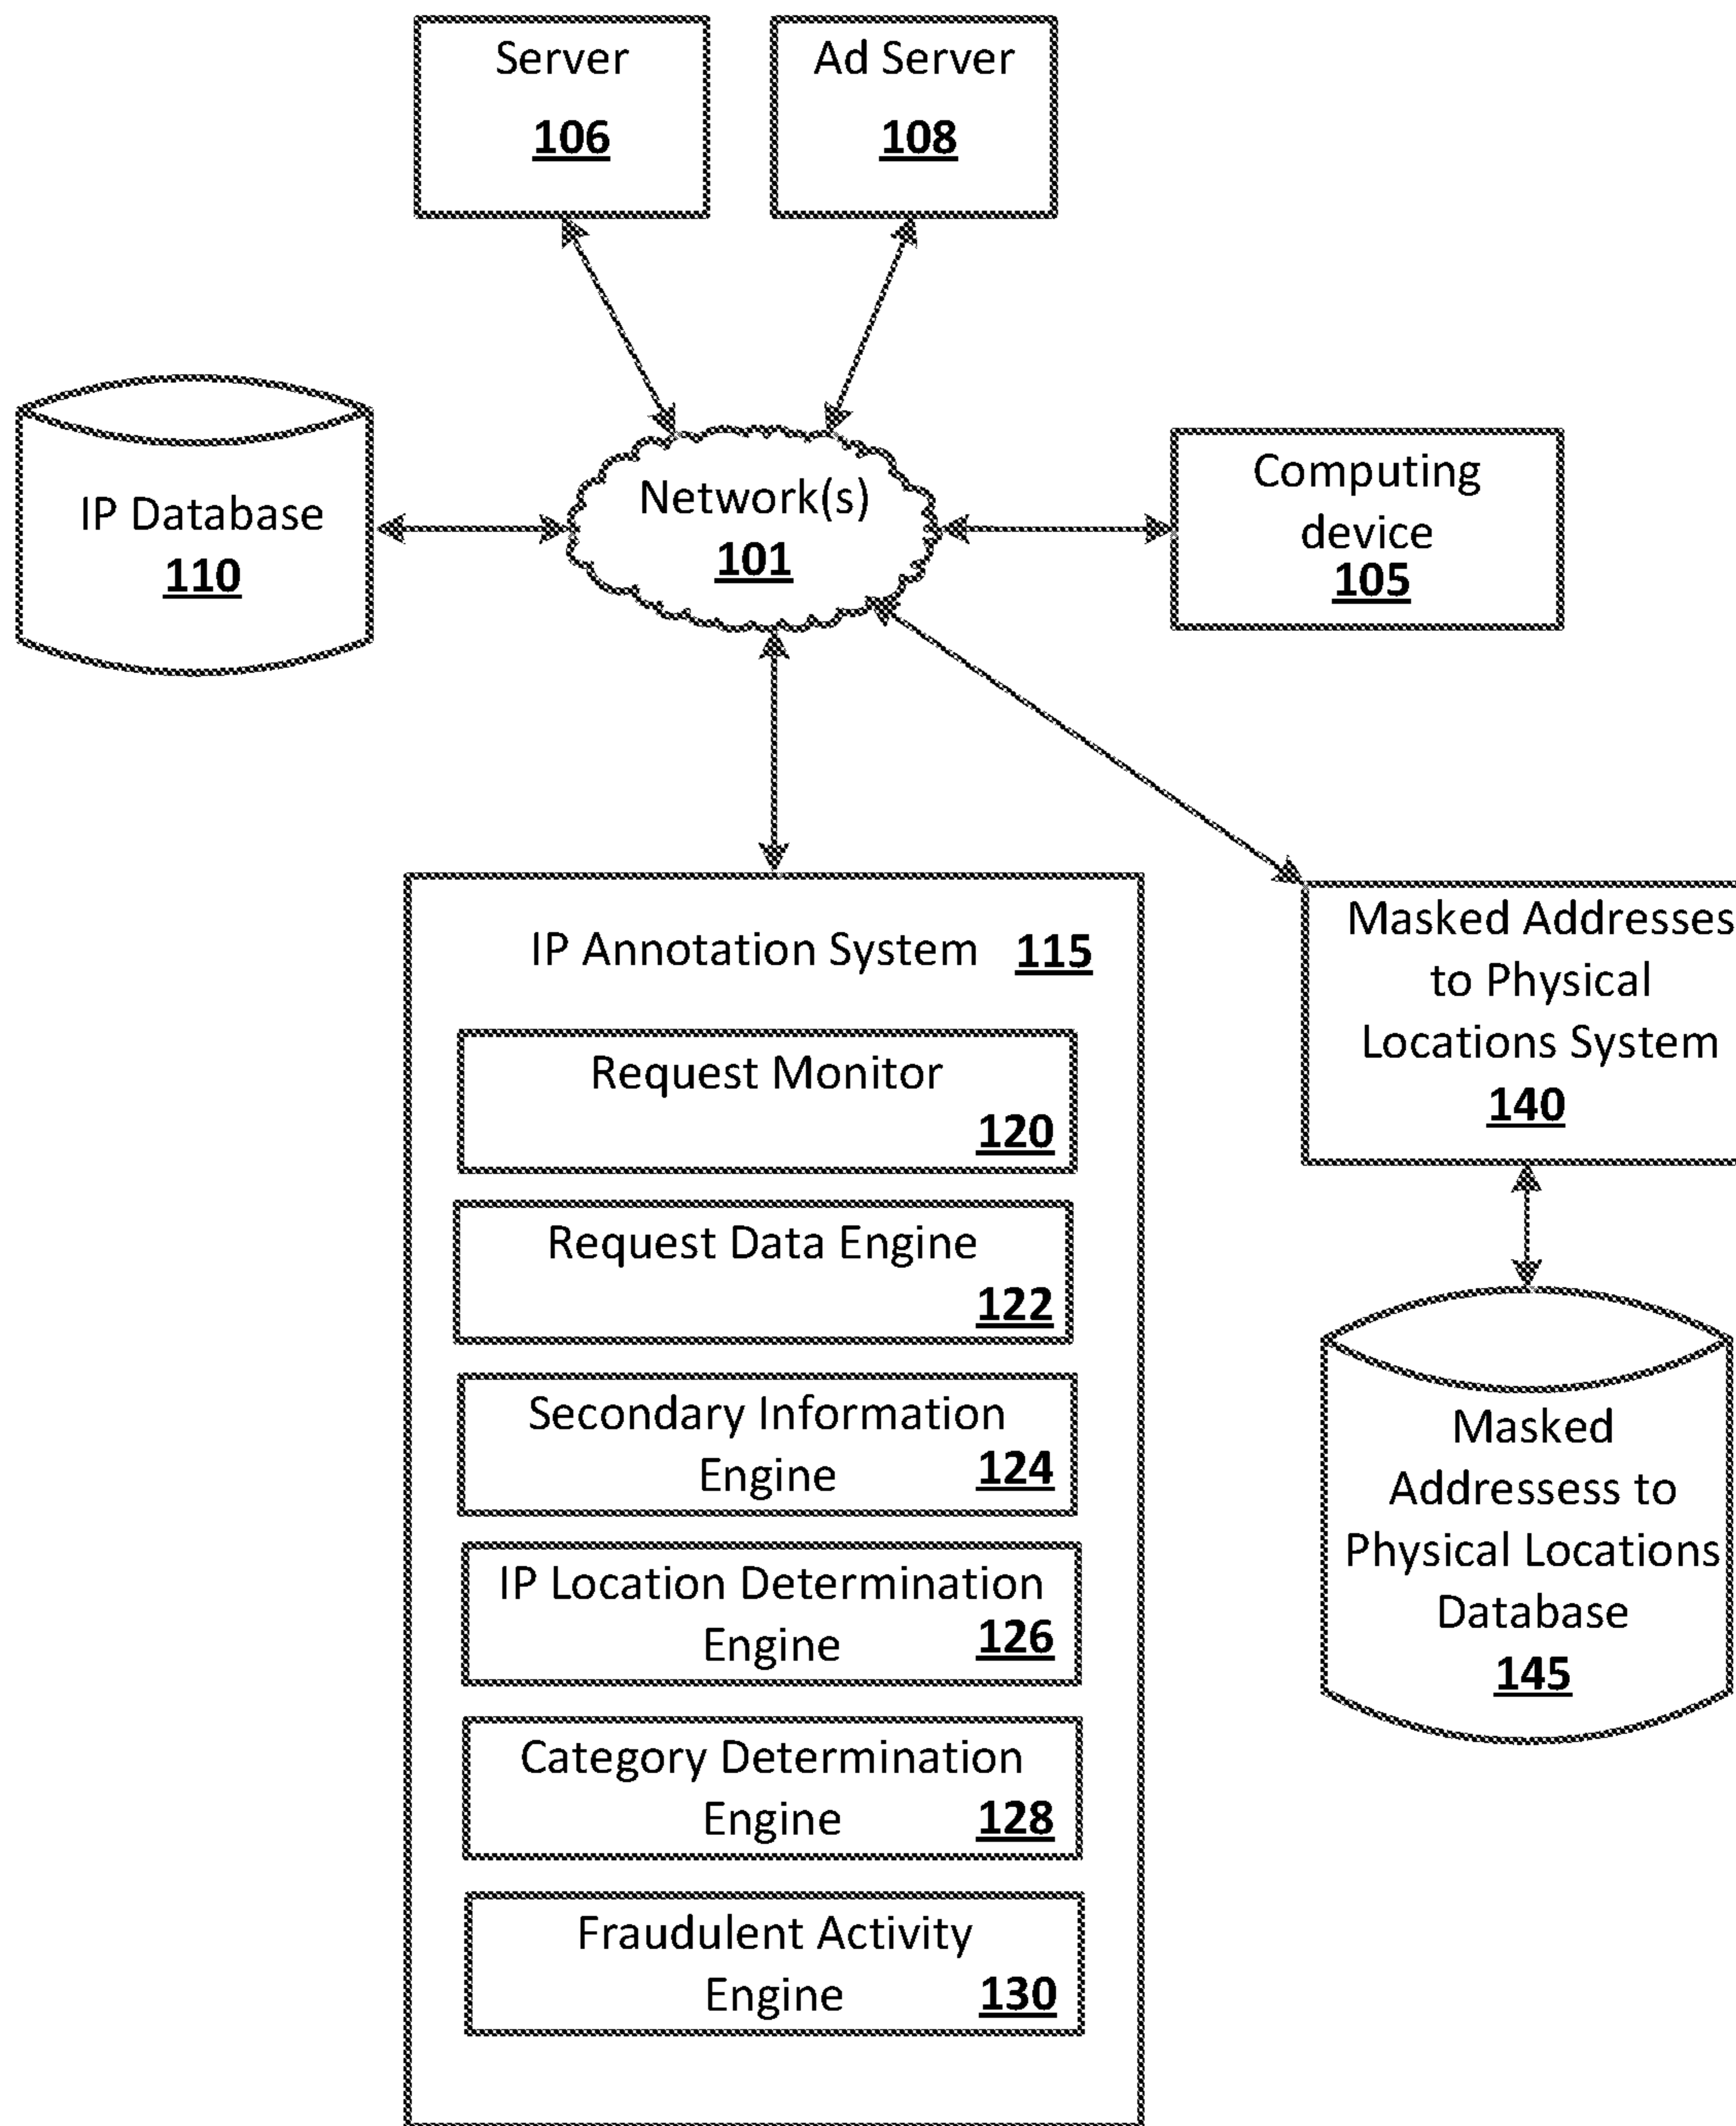 Server
106
Ad Server
108
IP Database
110
Network(s)
101
Computing
device
105
IP Annotation System 115
Request Monitor
120
Request Data Engine
122
Secondary Information
Engine 124
IP Location Determination
Engine 126
Category Determination
Engine 128
Fraudulent Activity
Engine 130
Masked Addresses
to Physical
Locations System
140
Masked
Addressess to
Physical Locations
Database
145